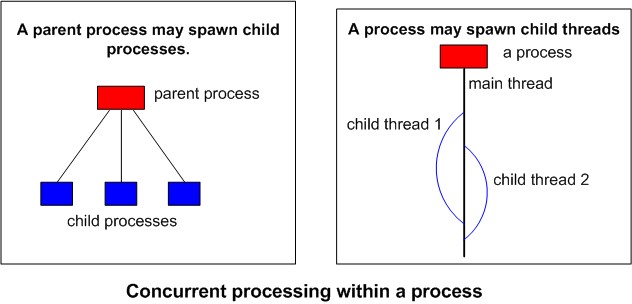 A parent process may spawn child
processes.
parent process
child processes
A process may spawn child threads
a process
main thread
child thread 1
child thread 2
Concurrent processing within a process